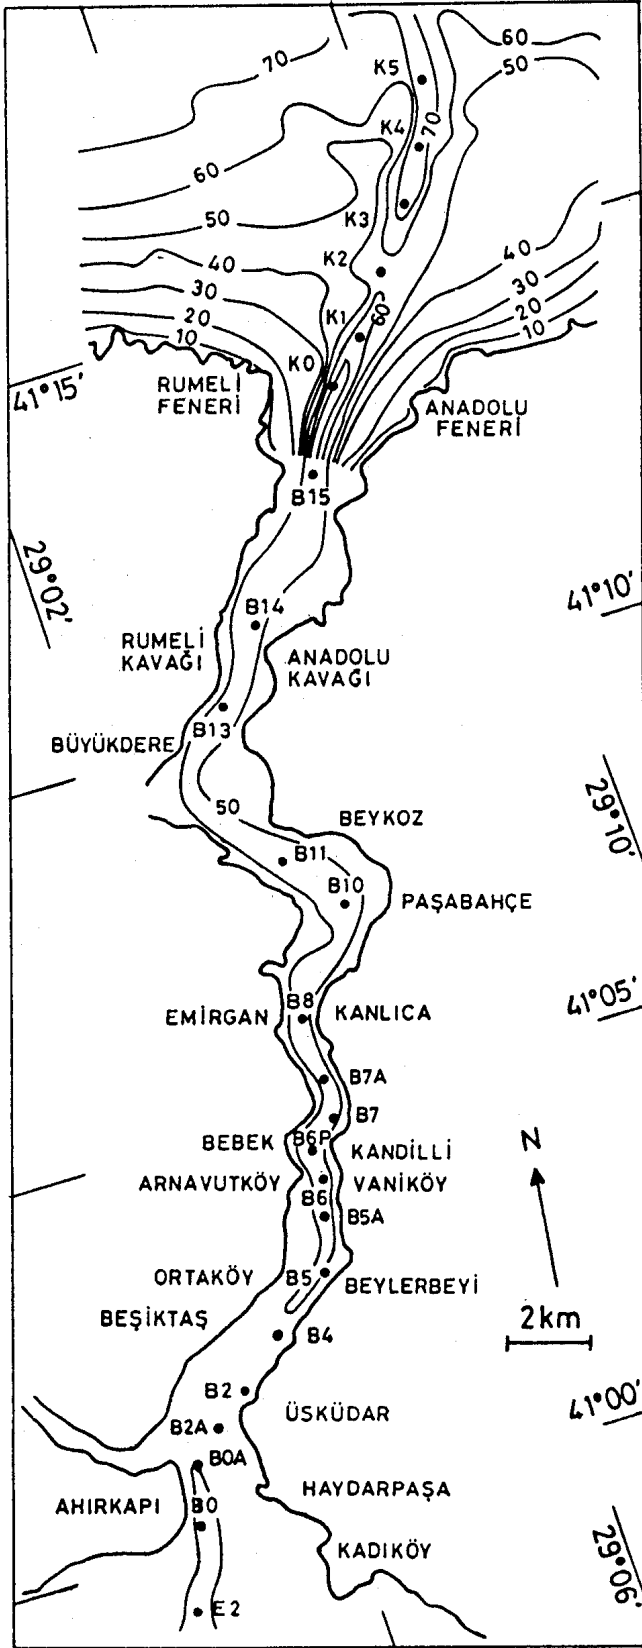 60
70
50
K5
K4
70
60
50
K3
K2
40
40
30
30
K1
60
20
20
10
10
K0
41°15'
RUMELİ
FENERİ
ANADOLU
FENERİ
B15
29°02'
41°10'
B14
RUMELİ
KAVAĞI
ANADOLU
KAVAĞI
B13
BÜYÜKDERE
50
BEYKOZ
29°10'
B11
B10
PAŞABAHÇE
B8
EMİRGAN
KANLICA
41°05'
B7A
B7
BEBEK
B6P
KANDİLLİ
N
ARNAVUTKÖY
VANİKÖY
B6
B5A
ORTAKÖY
B5
BEYLERBEYİ
BEŞİKTAŞ
2km
B4
B2
ÜSKÜDAR
41°00'
B2A
B0A
HAYDARPAŞA
AHIRKAPI
B0
KADIKÖY
29°06'
E2